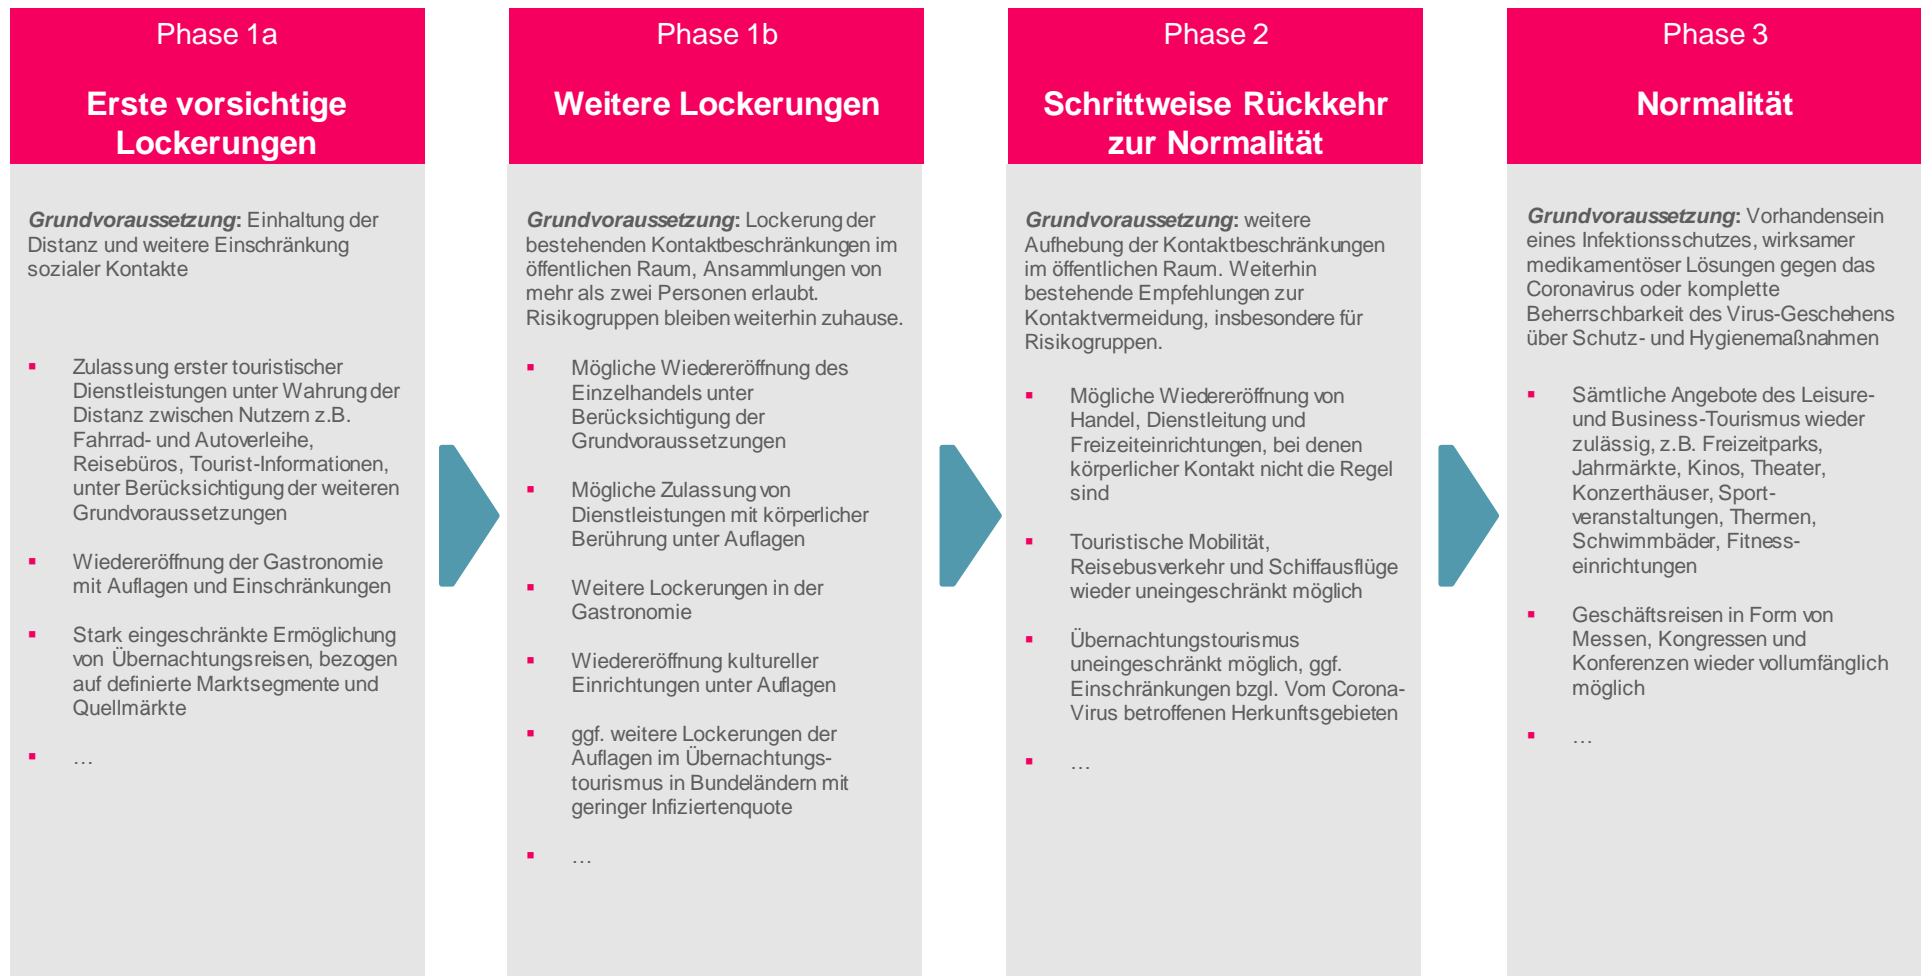 Phase 1a
Erste vorsichtige
Lockerungen
Grundvoraussetzung: Einhaltung der
Distanz und weitere Einschränkung
sozialer Kontakte
Zulassung erster touristischer
Dienstleistungen unter Wahrung der
Distanz zwischen Nutzern z.B.
Fahrrad- und Autoverleihe,
Reisebüros, Tourist-Informationen,
unter Berücksichtigung der weiteren
Grundvoraussetzungen
Wiedereröffnung der Gastronomie
mit Auflagen und Einschränkungen
Stark eingeschränkte Ermöglichung
von Übernachtungsreisen, bezogen
auf definierte Marktsegmente und
Quellmärkte
…
Phase 1b
Weitere Lockerungen
Grundvoraussetzung: Lockerung der
bestehenden Kontaktbeschränkungen im
öffentlichen Raum, Ansammlungen von
mehr als zwei Personen erlaubt.
Risikogruppen bleiben weiterhin zuhause.
Mögliche Wiedereröffnung des
Einzelhandels unter
Berücksichtigung der
Grundvoraussetzungen
Mögliche Zulassung von
Dienstleistungen mit körperlicher
Berührung unter Auflagen
Weitere Lockerungen in der
Gastronomie
Wiedereröffnung kultureller
Einrichtungen unter Auflagen
ggf. weitere Lockerungen der
Auflagen im Übernachtungs-
tourismus in Bundeländern mit
geringer Infiziertenquote
…
Phase 2
Schrittweise Rückkehr
zur Normalität
Grundvoraussetzung: weitere
Aufhebung der Kontaktbeschränkungen
im öffentlichen Raum. Weiterhin
bestehende Empfehlungen zur
Kontaktvermeidung, insbesondere für
Risikogruppen.
Mögliche Wiedereröffnung von
Handel, Dienstleitung und
Freizeiteinrichtungen, bei denen
körperlicher Kontakt nicht die Regel
sind
Touristische Mobilität,
Reisebusverkehr und Schiffausflüge
wieder uneingeschränkt möglich
Übernachtungstourismus
uneingeschränkt möglich, ggf.
Einschränkungen bzgl. Vom Corona-
Virus betroffenen Herkunftsgebieten
…
Phase 3
Normalität
Grundvoraussetzung: Vorhandensein
eines Infektionsschutzes, wirksamer
medikamentöser Lösungen gegen das
Coronavirus oder komplette
Beherrschbarkeit des Virus-Geschehens
über Schutz- und Hygienemaßnahmen
Sämtliche Angebote des Leisure-
und Business-Tourismus wieder
zulässig, z.B. Freizeitparks,
Jahrmärkte, Kinos, Theater,
Konzerthäuser, Sport-
veranstaltungen, Thermen,
Schwimmbäder, Fitness-
einrichtungen
Geschäftsreisen in Form von
Messen, Kongressen und
Konferenzen wieder vollumfänglich
möglich
…